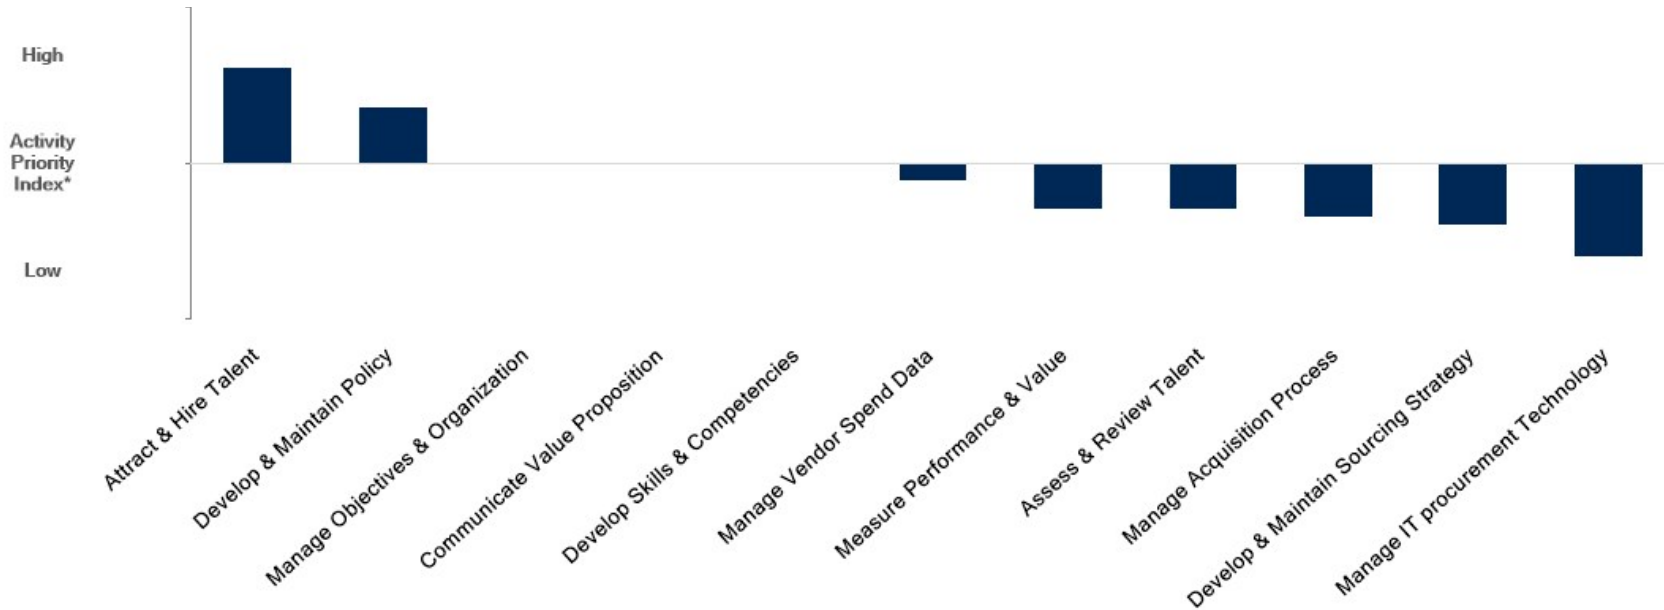 High
Activity
Priority
Index*
Low
Attract & Hire Talent
Develop & Maintain Policy
Manage Objectives & Organization
Communicate Value Proposition
Develop Skills & Competencies
Manage Vendor Spend Data
Measure Performance & Value
Assess & Review Talent
Manage Acquisition Process
Develop & Maintain Sourcing Strategy
Manage IT procurement Technology